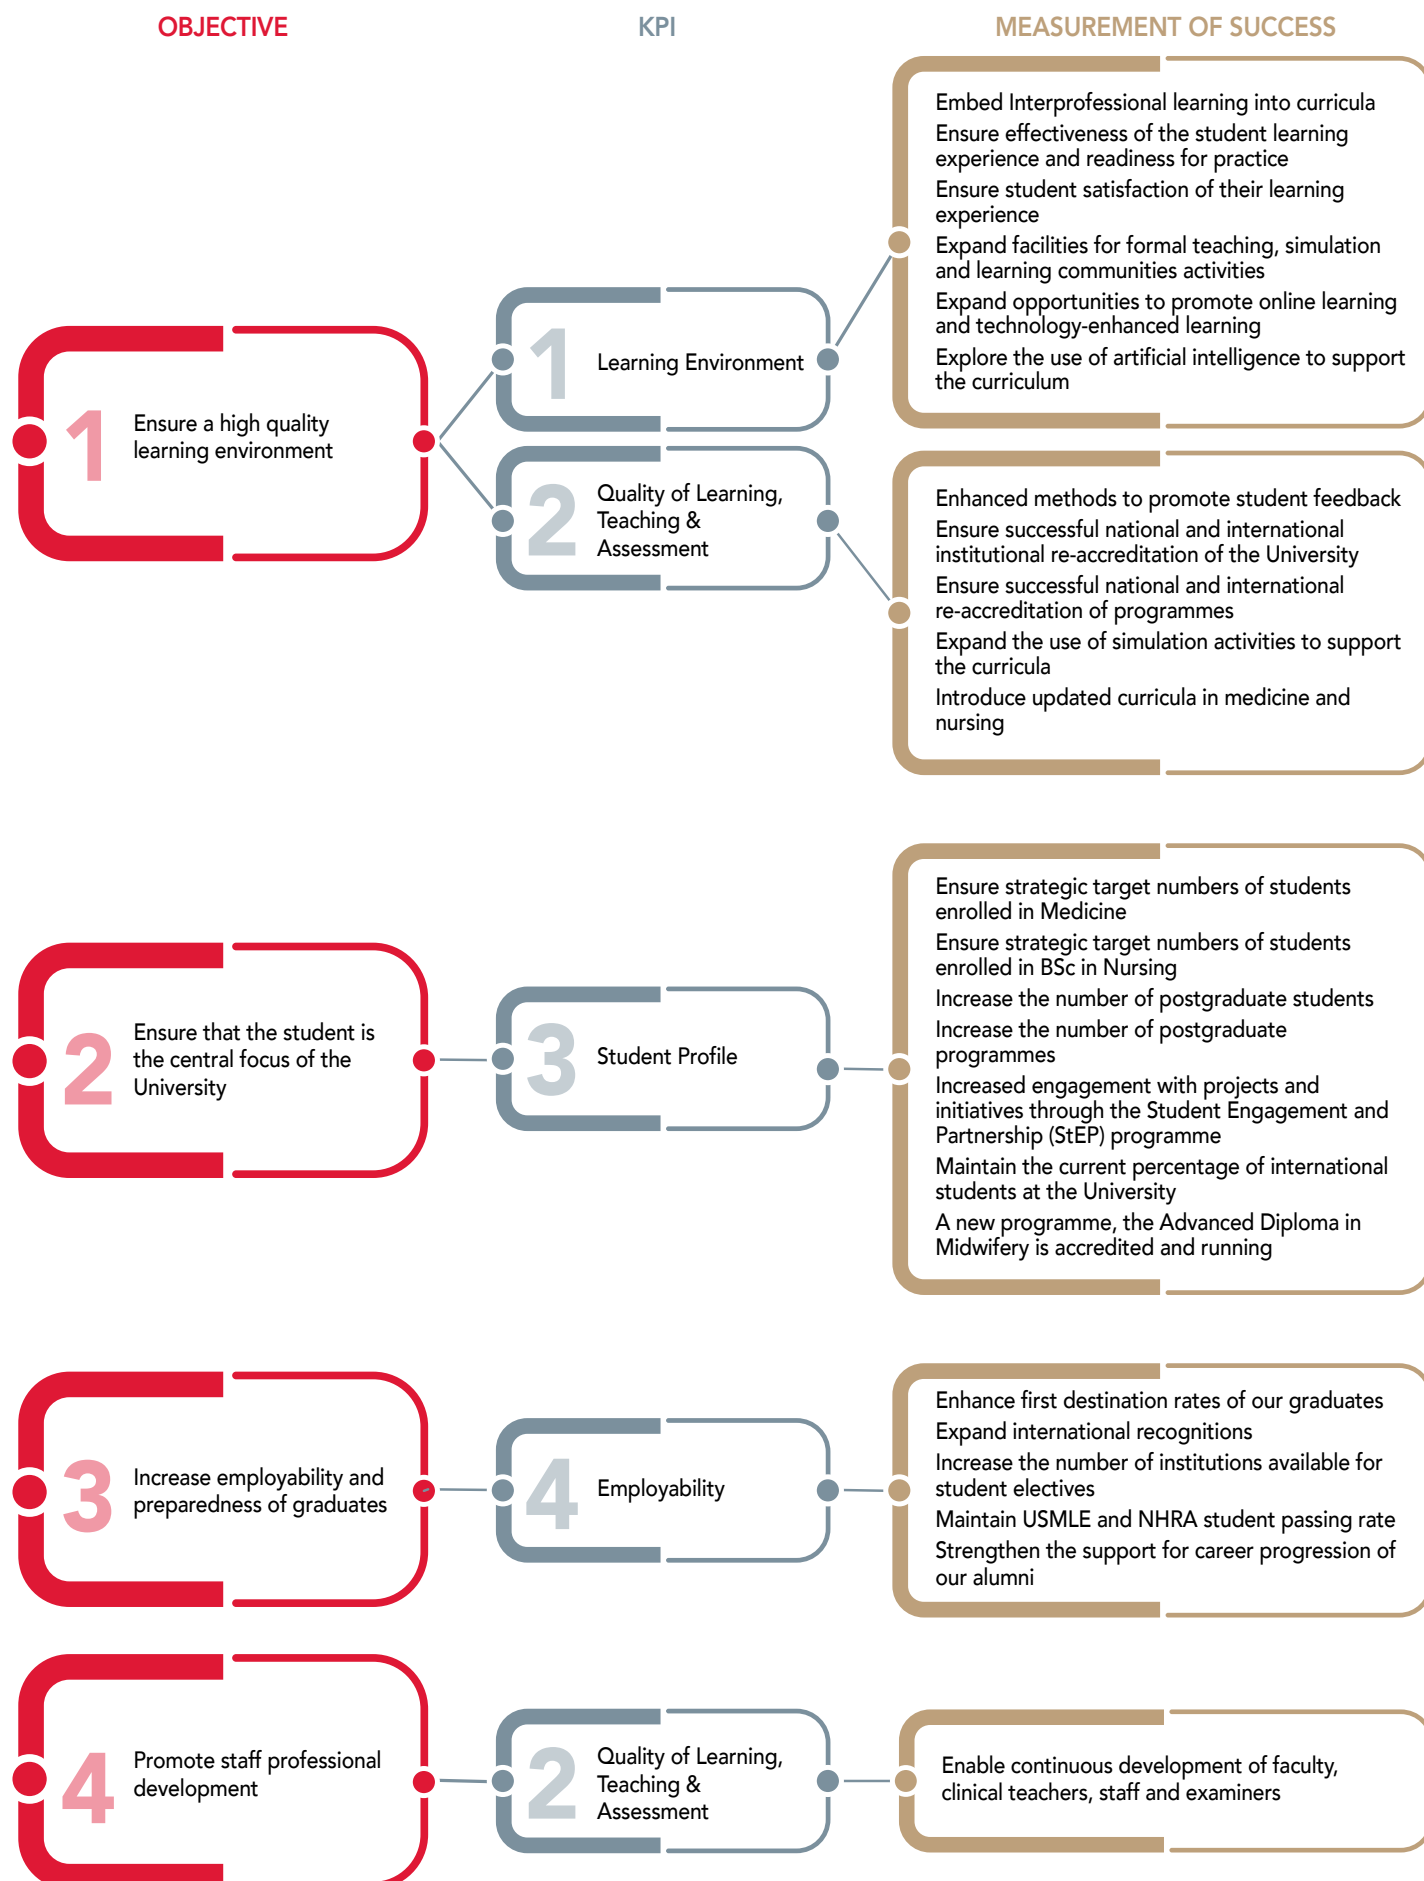 OBJECTIVE
KPI
MEASUREMENT OF SUCCESS
1
Ensure a high quality
learning environment
1
Learning Environment
Embed Interprofessional learning into curricula
Ensure effectiveness of the student learning
experience and readiness for practice
Ensure student satisfaction of their learning
experience
Expand facilities for formal teaching, simulation
and learning communities activities
Expand opportunities to promote online learning
and technology-enhanced learning
Explore the use of artificial intelligence to support
the curriculum
2
Quality of Learning,
Teaching &
Assessment
Enhanced methods to promote student feedback
Ensure successful national and international
institutional re-accreditation of the University
Ensure successful national and international
re-accreditation of programmes
Expand the use of simulation activities to support
the curricula
Introduce updated curricula in medicine and
nursing
2
Ensure that the student is
the central focus of the
University
3
Student Profile
Ensure strategic target numbers of students
enrolled in Medicine
Ensure strategic target numbers of students
enrolled in BSc in Nursing
Increase the number of postgraduate students
Increase the number of postgraduate
programmes
Increased engagement with projects and
initiatives through the Student Engagement and
Partnership (StEP) programme
Maintain the current percentage of international
students at the University
A new programme, the Advanced Diploma in
Midwifery is accredited and running
3
Increase employability and
preparedness of graduates
4
Employability
Enhance first destination rates of our graduates
Expand international recognitions
Increase the number of institutions available for
student electives
Maintain USMLE and NHRA student passing rate
Strengthen the support for career progression of
our alumni
4
Promote staff professional
development
2
Quality of Learning,
Teaching &
Assessment
Enable continuous development of faculty,
clinical teachers, staff and examiners